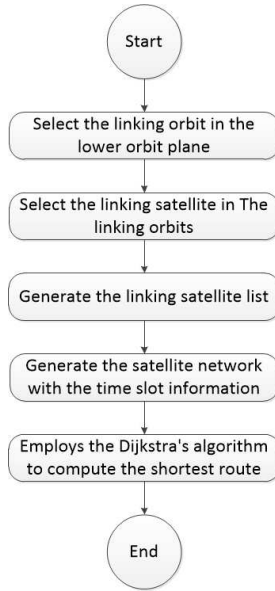 Start
Select the linking orbit in the
lower orbit plane
Select the linking satellite in The
linking orbits
Generate the linking satellite list
Generate the satellite network
with the time slot information
Employs the Dijkstra's algorithm
to compute the shortest route
End